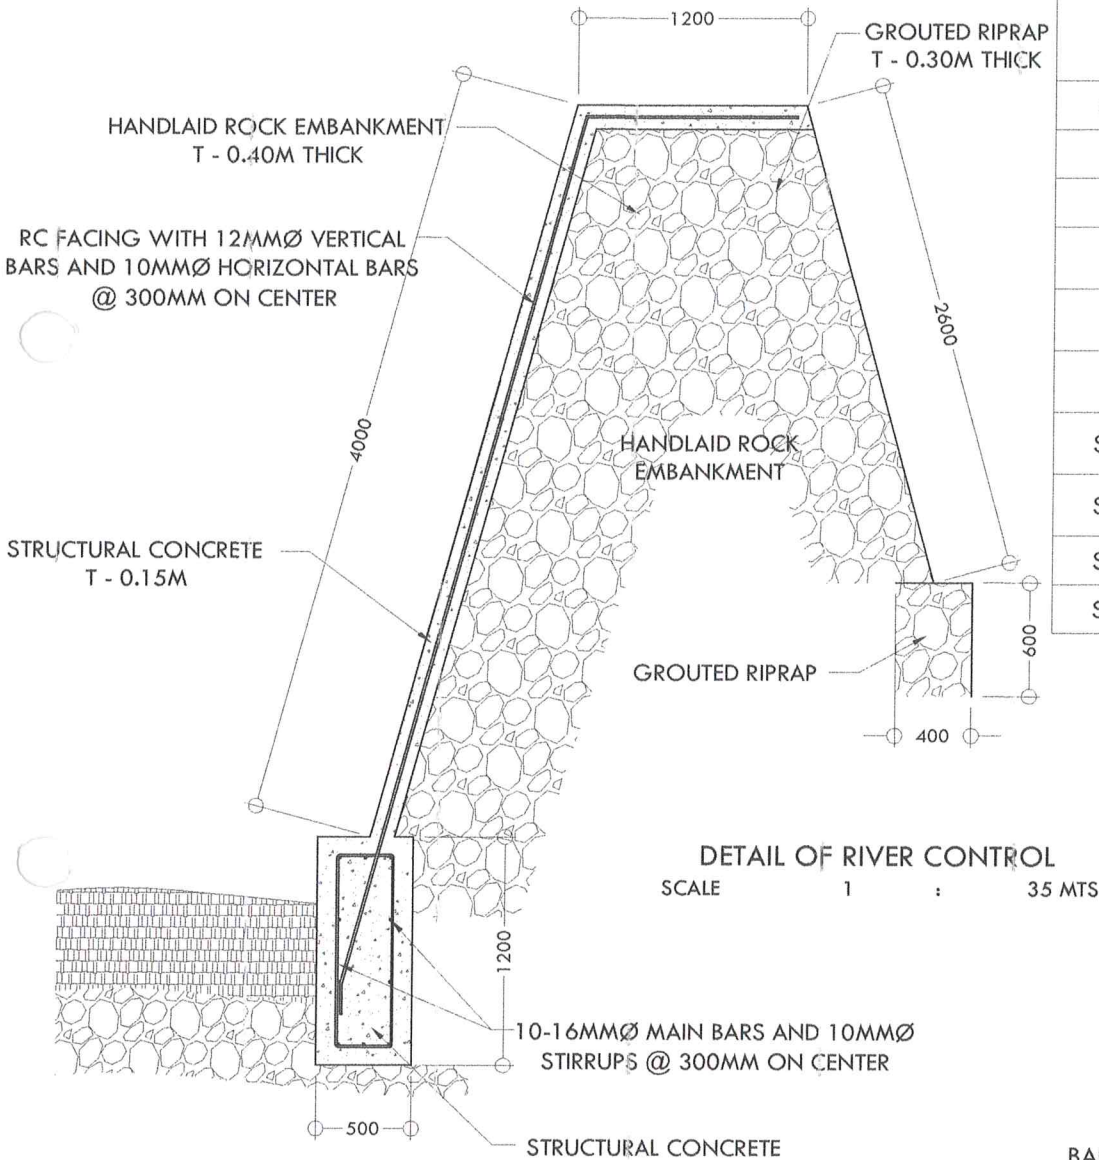 1200
GROUTED RIPRAP
T - 0.30M THICK
HANDLAID ROCK EMBANKMENT
T - 0.40M THICK
RC FACING WITH 12MMØ VERTICAL
BARS AND 10MMØ HORIZONTAL BARS
@ 300MM ON CENTER
2600
4000
HANDLAID ROCK
EMBANKMENT
S
S
STRUCTURAL CONCRETE
T - 0.15M
S
S
600
GROUTED RIPRAP
400
DETAIL OF RIVER CONTROL
SCALE 1 : 35 MTS
1200
10-16MMØ MAIN BARS AND 10MMØ
STIRRUPS @ 300MM ON CENTER
500
STRUCTURAL CONCRETE